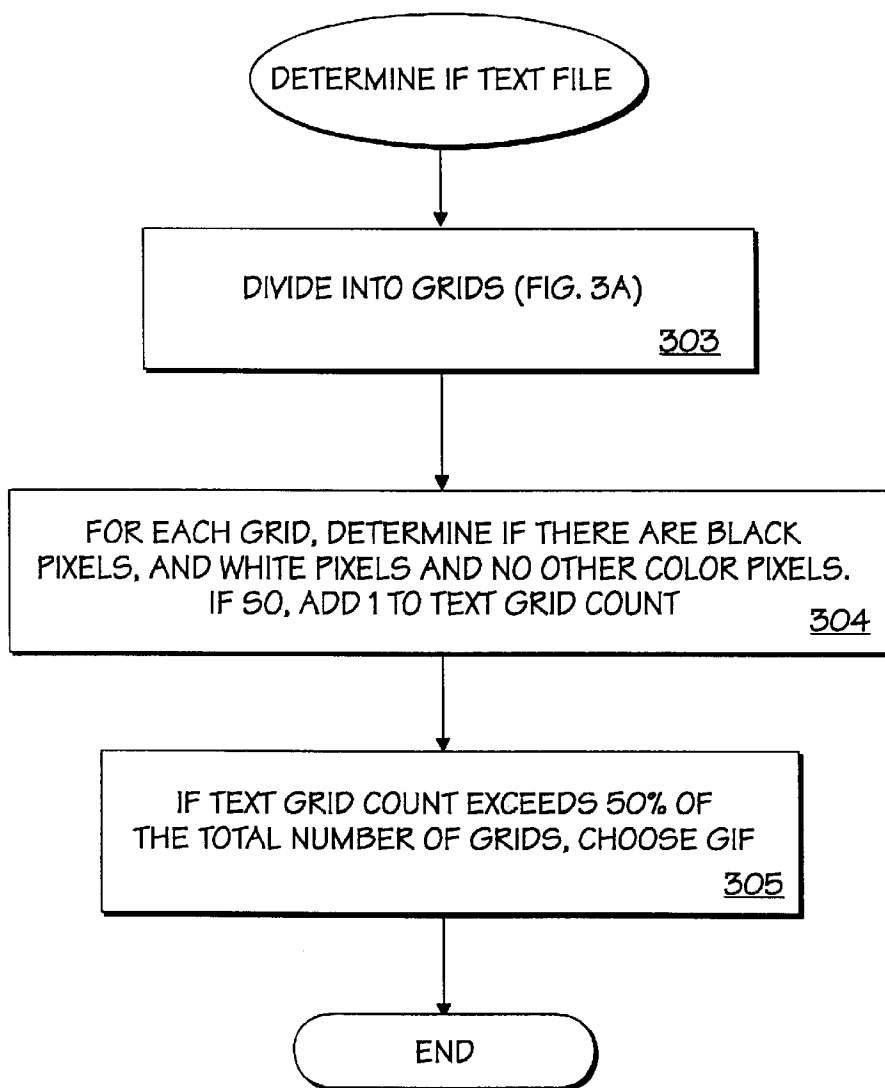 DETERMINE IF TEXT FILE
DIVIDE INTO GRIDS (FIG. 3A)
303
FOR EACH GRID, DETERMINE IF THERE ARE BLACK
PIXELS, AND WHITE PIXELS AND NO OTHER COLOR PIXELS.
IF SO, ADD 1 TO TEXT GRID COUNT
304
IF TEXT GRID COUNT EXCEEDS 50% OF
THE TOTAL NUMBER OF GRIDS, CHOOSE GIF
305
END